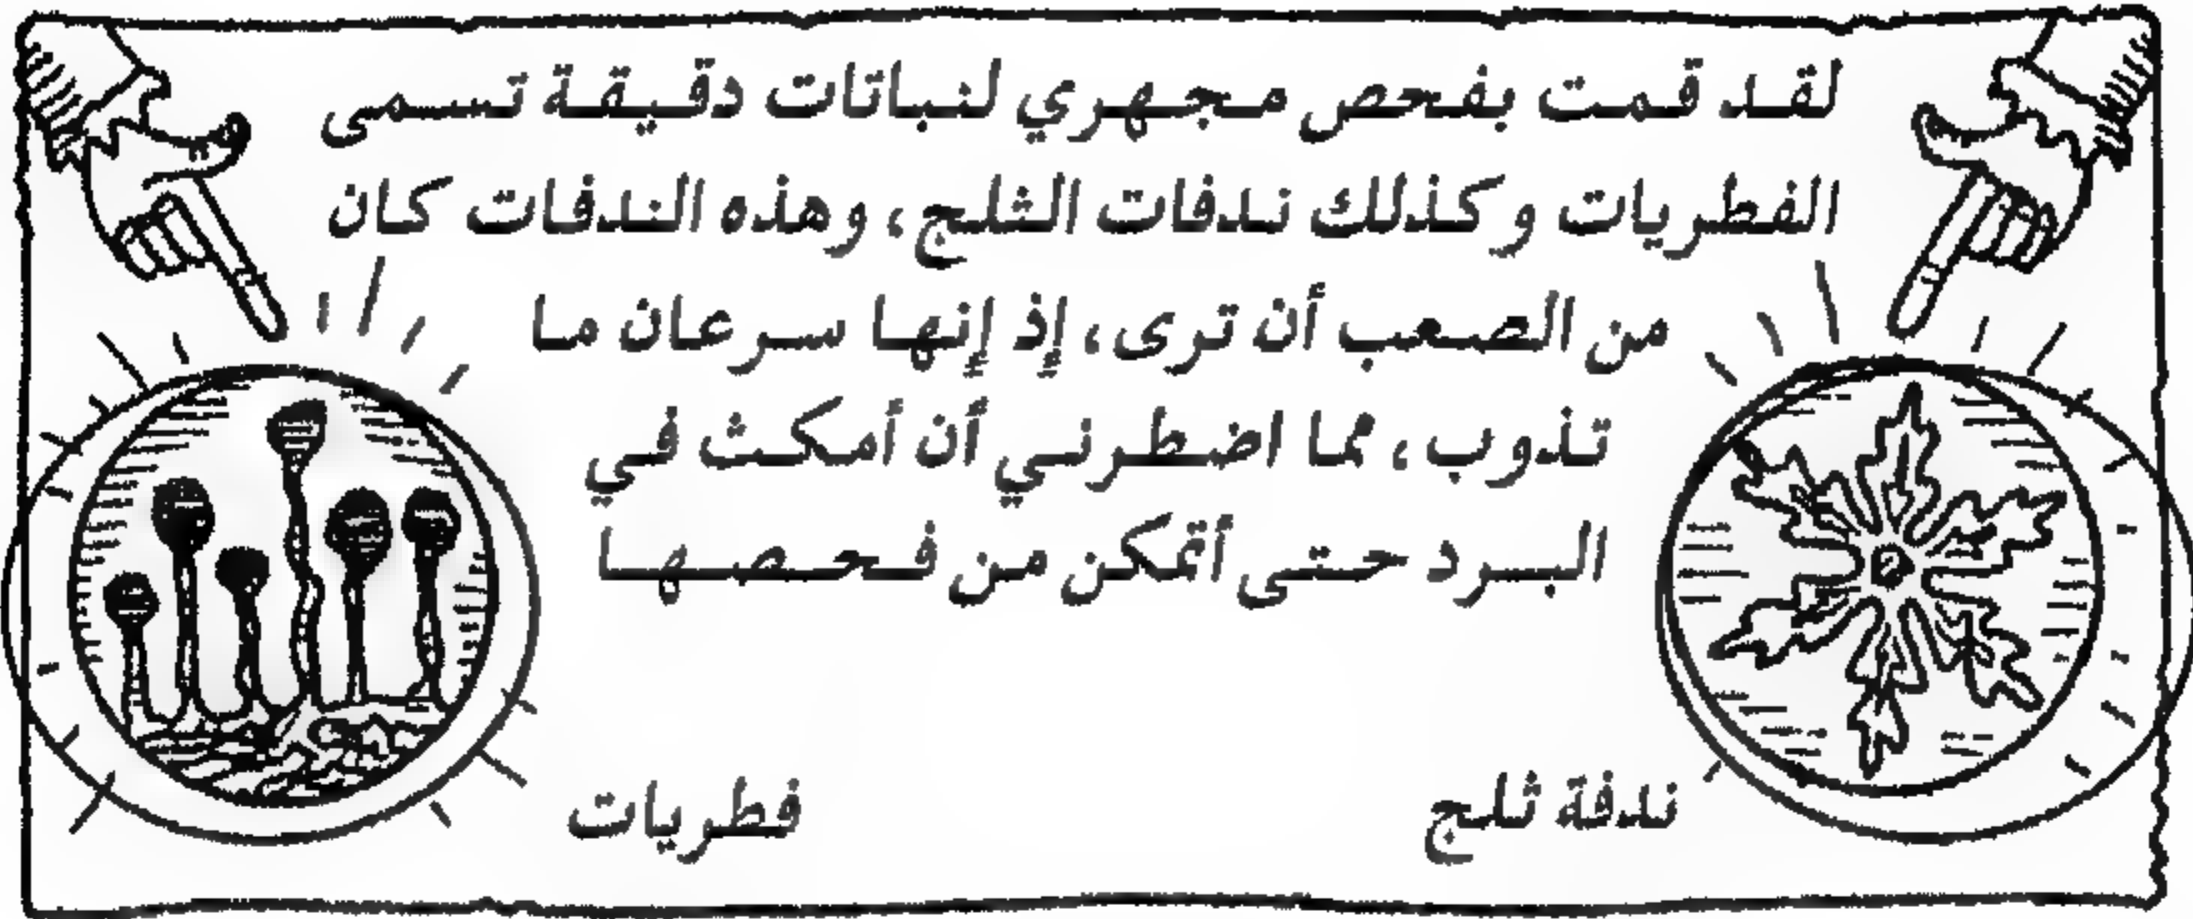 لقد قمت بفحص مجهري لنباتات دقيقة تسمى
الفطريات وكذلك ندفات الثلج، وهذه الندفات كان
من الصعب أن ترى، إذ إنها سرعان ما
تذوب، مما اضطرني أن أمكث في
البرد حتى أتمكن من فحصها
ندفة ثلج
فطريات